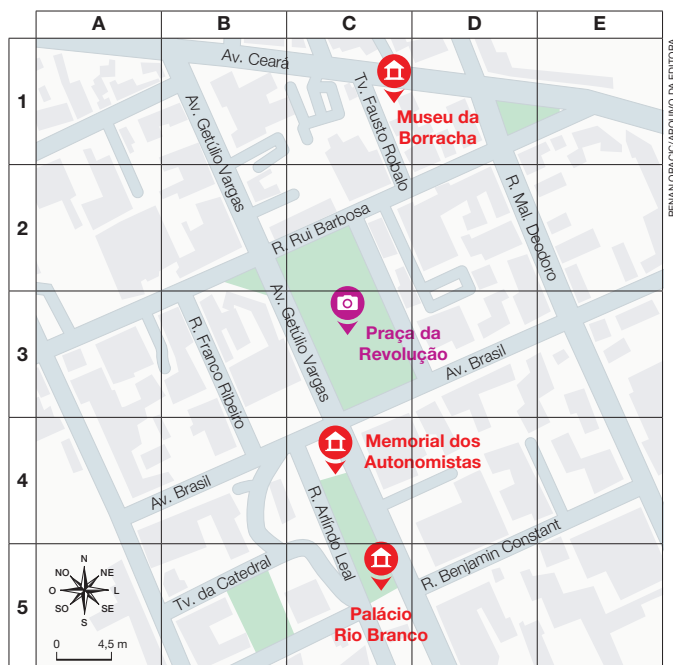 A B C D E
1
2
3
4
5
Av. Ceará
Tv. Fausto Robalo
Museu da
Borracha
Av. Getúlio Vargas
R. Rui Barbosa
R. Mal. Deodoro
Praça da
Revolução
Av. Getúlio Vargas
R. Franco Ribeiro
Av. Brasil
Memorial dos
Autonomistas
Av. Brasil
R. Arlindo Leal
R. Benjamin Constant
Tv. da Catedral
Palácio
Rio Branco
N
NO NE
O L
SO SE
S
0 4,5 m
RENAN ORACIC/ARQUIVO DA EDITORA